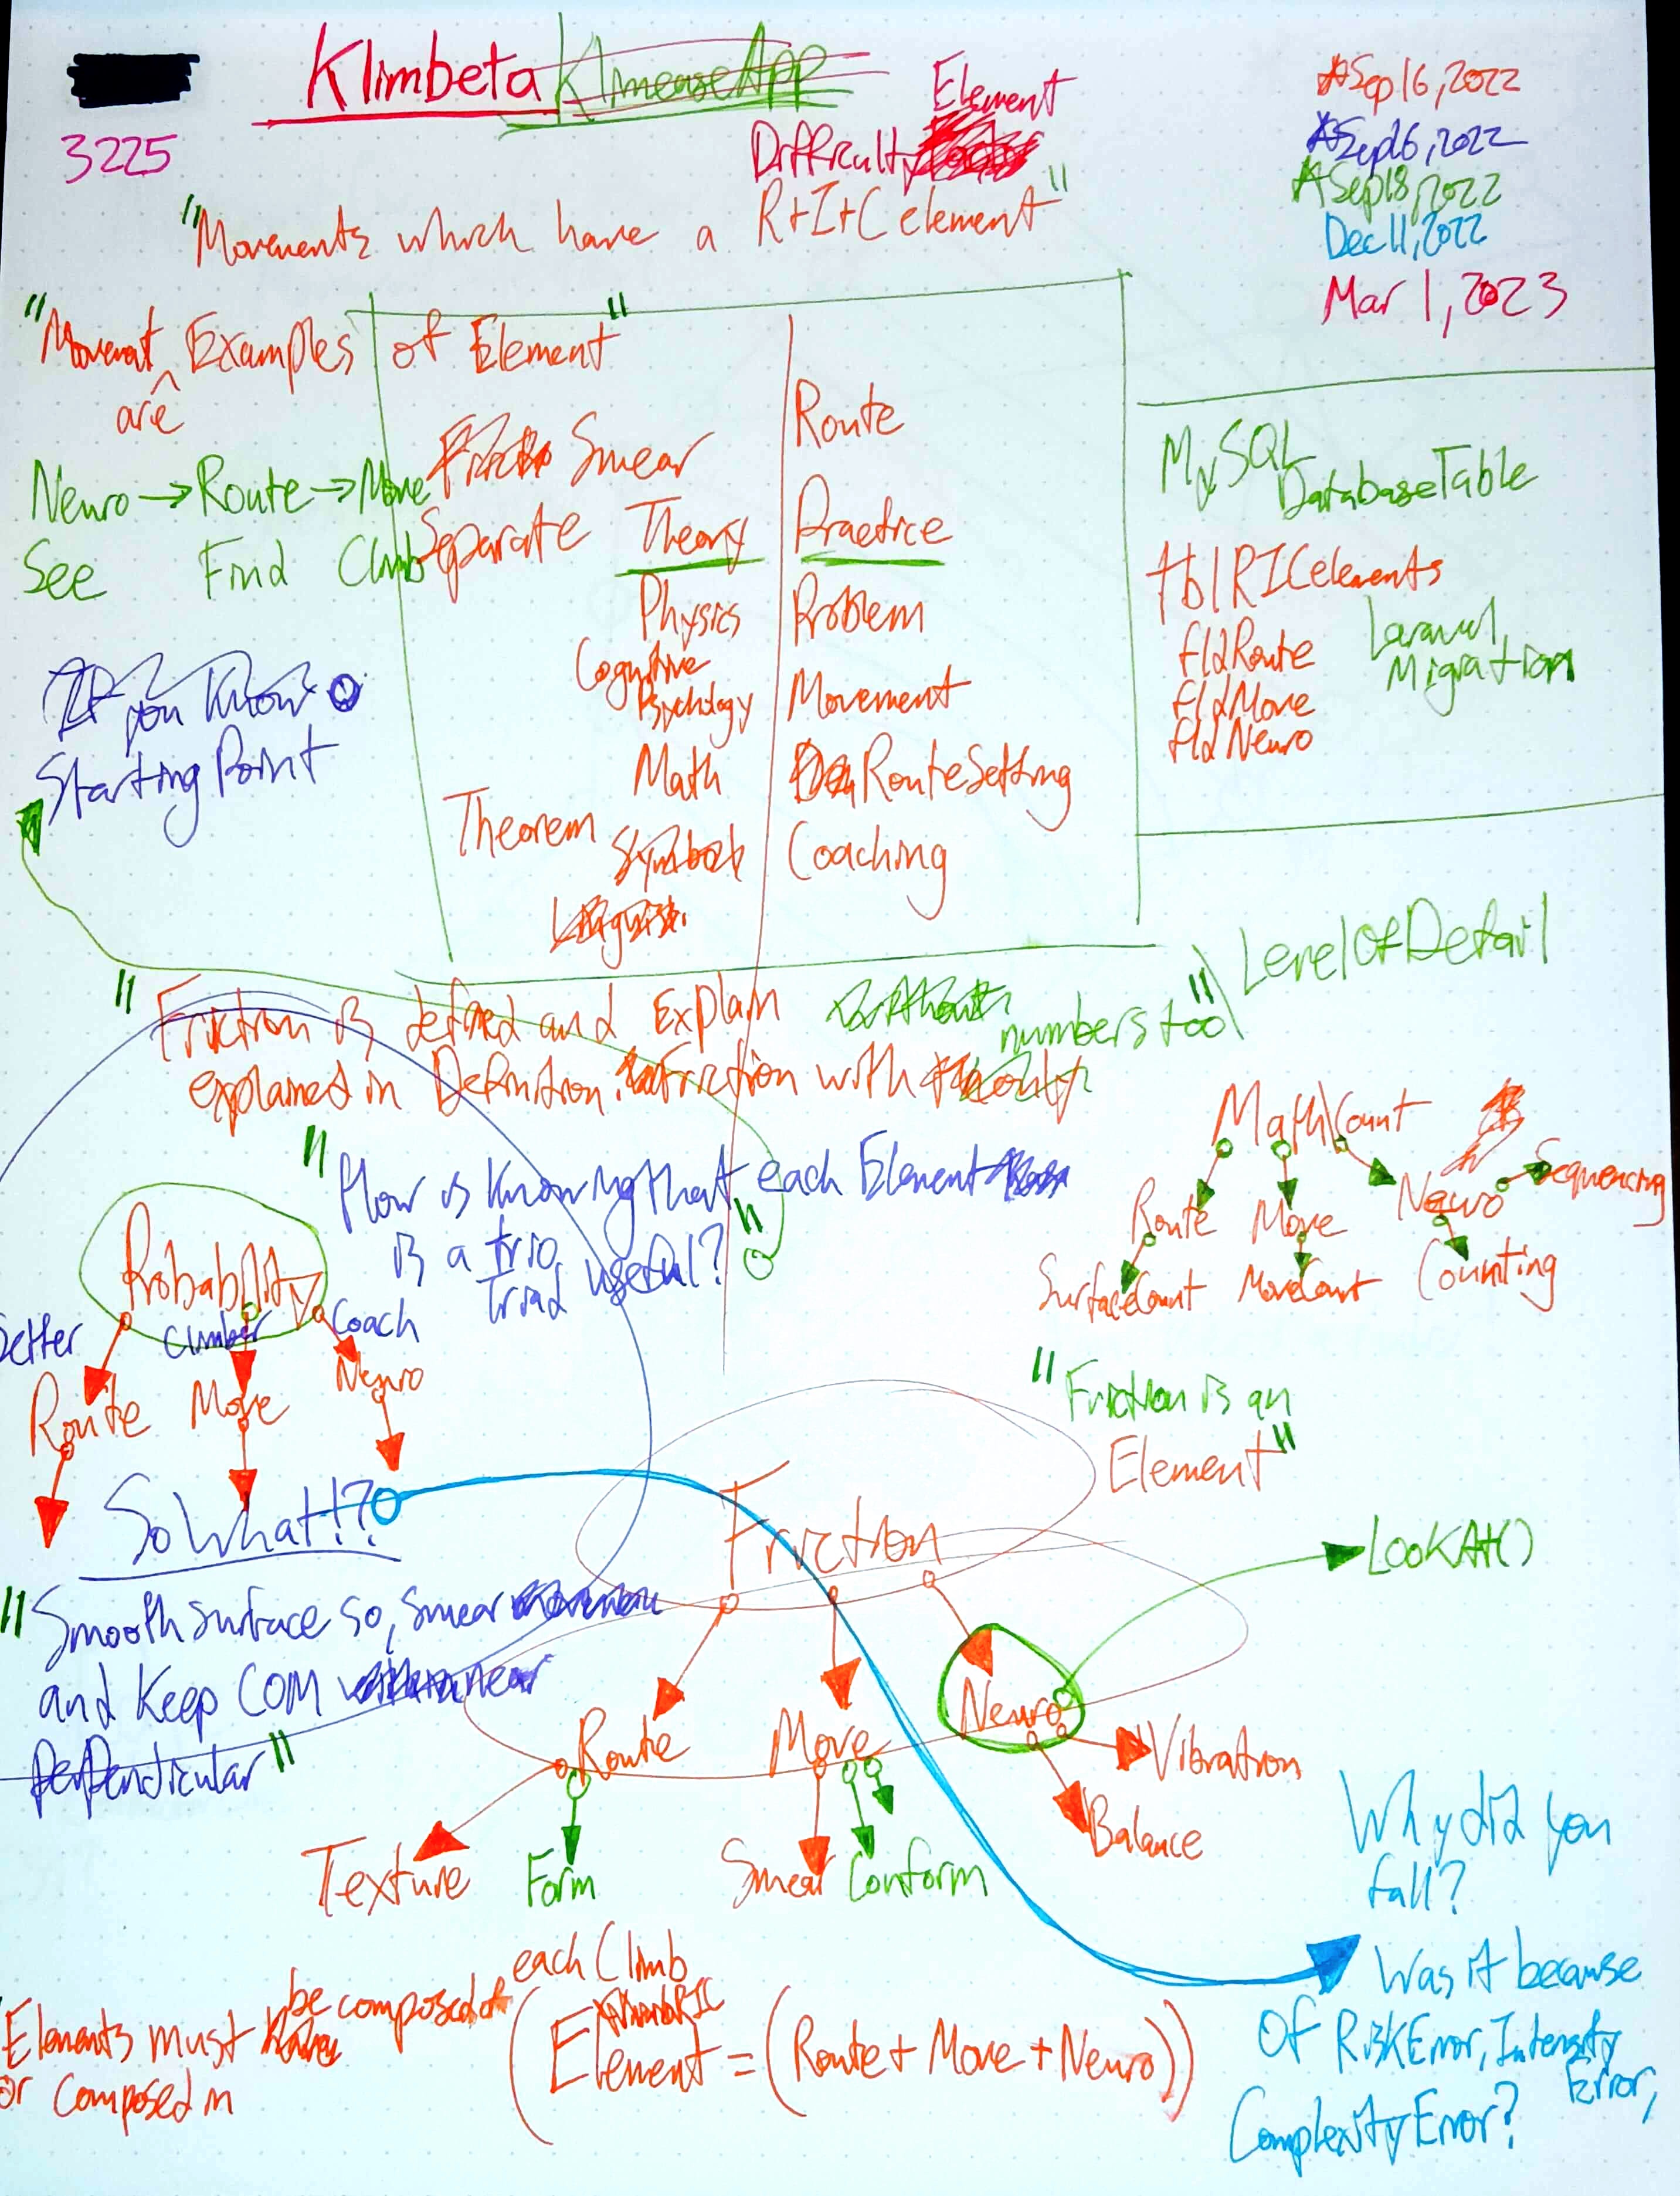 Klimbeta KlimeaseApp
3225
Element
Difficulty
"Movements which have a R+I+C element"
Sep16,2022
Sep16,2022
Sep18,2022
Dec11,2022
Mar 1, 2023
"Movement Examples of Element"
are
Neuro → Route → Move
See Find Climb
If you Know
Starting Point
Smear
Separate Theory
Physics
Cognitive
Psychology
Math
Theorem Symbol
Linguist.
Route
Practice
Problem
Movement
RouteSetting
Coaching
MySQL
DatabaseTable
tblRICelements
fldRoute
fldMove
fldNeuro
Laravel
Migration
LevelOfDetail
"Friction is defined and Explain without numbers too"
explained in Definition. Friction with
"How is Knowing that each Element
is a trio useful?"
triad
Math\Count
Route Move Neuro Sequencing
SurfaceCount MoveCount Counting
Probability
Setter Climber Coach
Route Move Neuro
So What!??
"Smooth surface so, smear
and Keep COM near
perpendicular"
"Friction is an
Element"
Friction
LookAt()
Route Move Neuro
Vibration
Balance
Texture Form Smear Conform
Why did you
fall?
Was it because
Of RiskError, Intensity
Error,
ComplexityError?
each Climb
Elements must be composed of
or composed in
(Element = (Route + Move + Neuro))